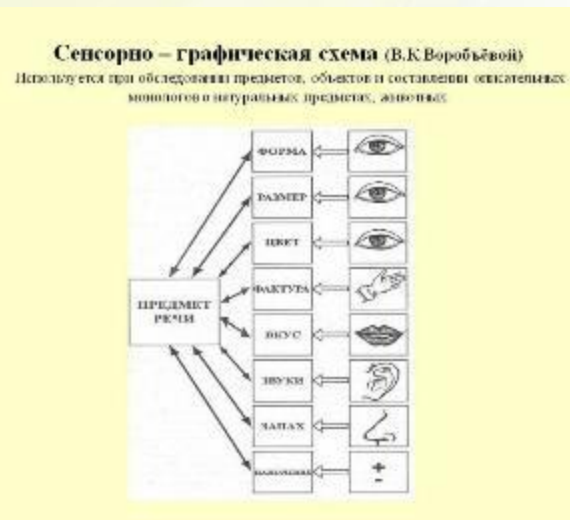 Сенсорно – графическая схема (В.К.Воробьёвой)
Используется при обследовании предметов, объектов и составлении описательных
монологов о натуральных предметах, животных
ФОРМА
РАЗМЕР
ЦВЕТ
ФАКТУРА
ПРЕДМЕТ
РЕЧИ
ВКУС
ЗВУКИ
ЗАПАХ
+
-